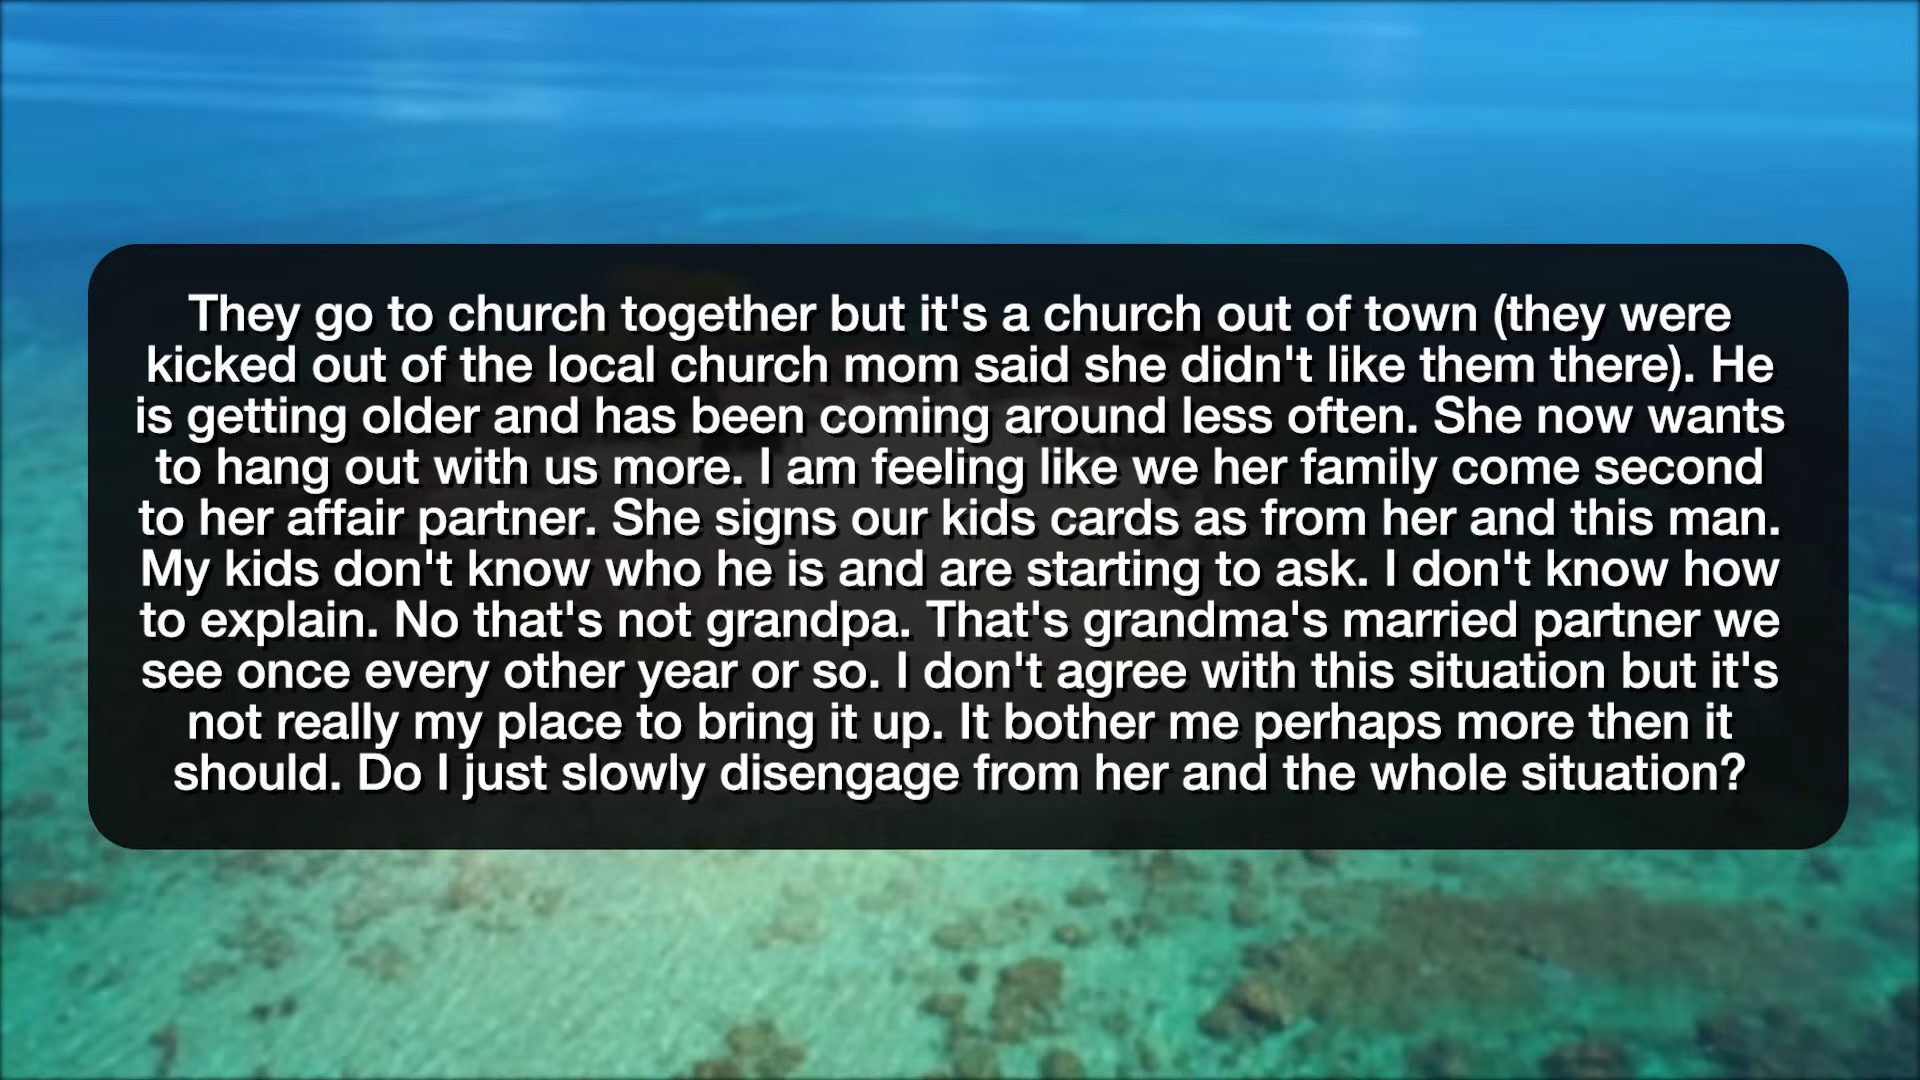 They go to church together but it's a church out of town (they were
kicked out of the local church mom said she didn't like them there). He
is getting older and has been coming around less often. She now wants
to hang out with us more. I am feeling like we her family come second
to her affair partner. She signs our kids cards as from her and this man.
My kids don't know who he is and are starting to ask. I don't know how
to explain. No that's not grandpa. That's grandma's married partner we
see once every other year or so. I don't agree with this situation but it's
not really my place to bring it up. It bother me perhaps more then it
should. Do I just slowly disengage from her and the whole situation?